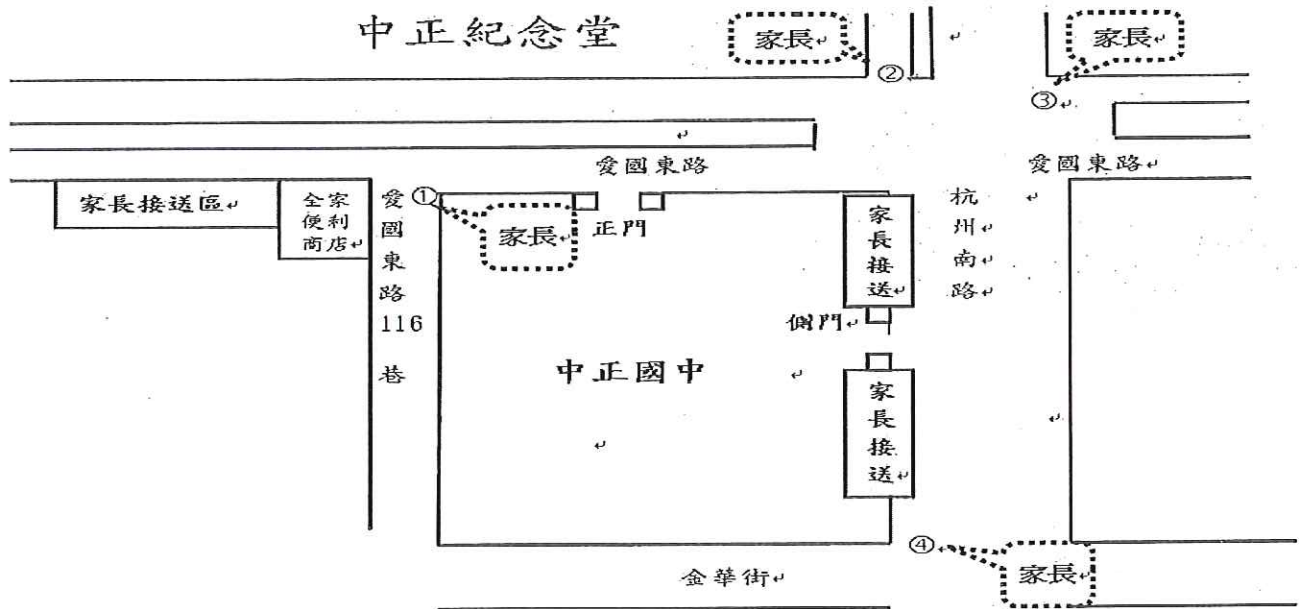 中正紀念堂
家長
家長
②
③
愛國東路
愛國東路
家長接送區
全家
便利
商店
愛國東路116巷
①
家長
正門
家長接送
杭州南路
側門
中正國中
家長接送
④
家長
金華街